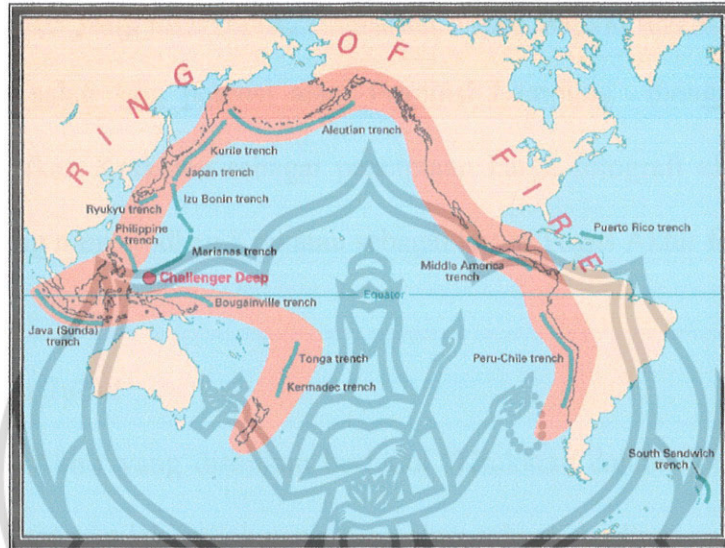 RING OF FIRE
Aleutian trench
Kurile trench
Japan trench
Izu Bonin trench
Ryukyu trench
Philippine
trench
Marianas trench
Challenger Deep
Puerto Rico trench
Middle America
trench
Equator
Bougainville trench
Java (Sunda)
trench
Tonga trench
Kermadec trench
Peru-Chile trench
South Sandwich
trench